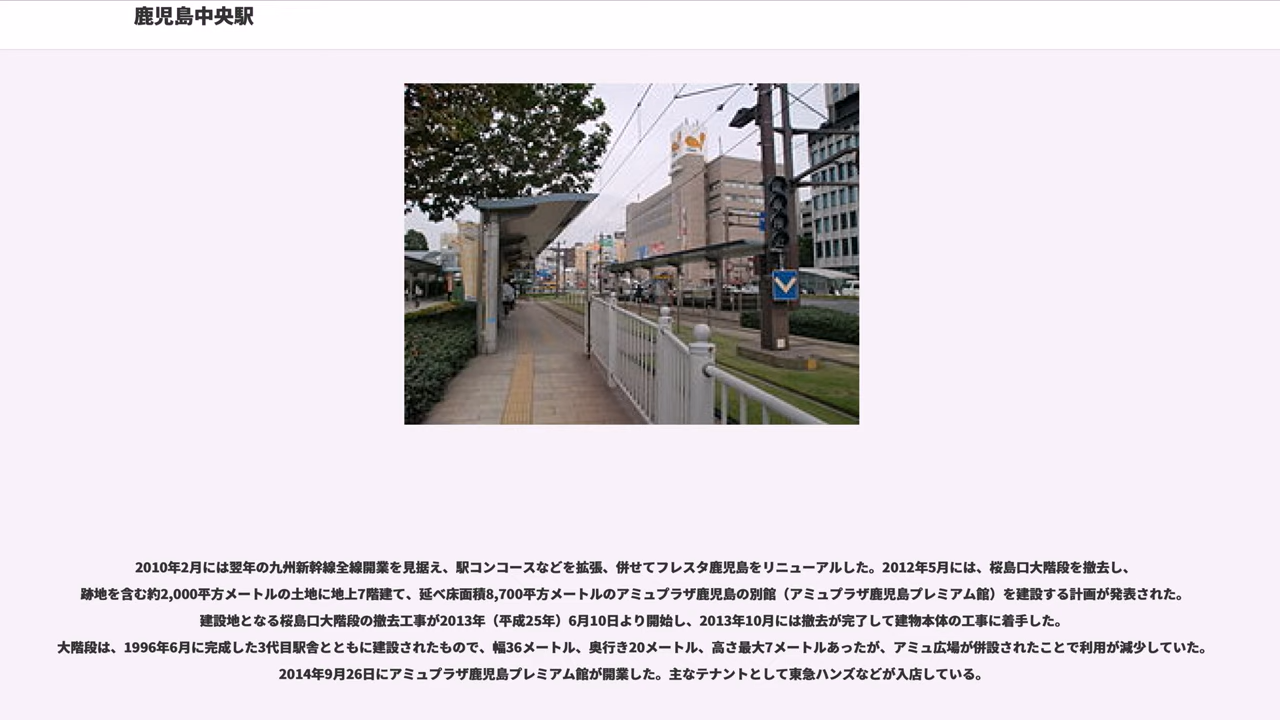 鹿児島中央駅
2010年2月には翌年の九州新幹線全線開業を見据え、駅コンコースなどを拡張、併せてフレスタ鹿児島をリニューアルした。2012年5月には、桜島口大階段を撤去し、
跡地を含む約2,000平方メートルの土地に地上7階建て、延べ床面積8,700平方メートルのアミュプラザ鹿児島の別館（アミュプラザ鹿児島プレミアム館）を建設する計画が発表された。
建設地となる桜島口大階段の撤去工事が2013年（平成25年）6月10日より開始し、2013年10月には撤去が完了して建物本体の工事に着手した。
大階段は、1996年6月に完成した3代目駅舎とともに建設されたもので、幅36メートル、奥行き20メートル、高さ最大7メートルあったが、アミュ広場が併設されたことで利用が減少していた。
2014年9月26日にアミュプラザ鹿児島プレミアム館が開業した。主なテナントとして東急ハンズなどが入店している。